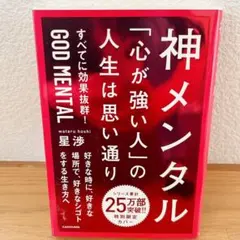 神メンタル
「心が強い人」の
人生は思い通り
すべてに効果抜群!
GOD MENTAL
wataru hoshi
星 渉
好きな時に、好きな
場所で、好きなシゴト
をする生き方へ
シリーズ累計
25万部
突破!!
特別限定
カバー
KADOKAWA